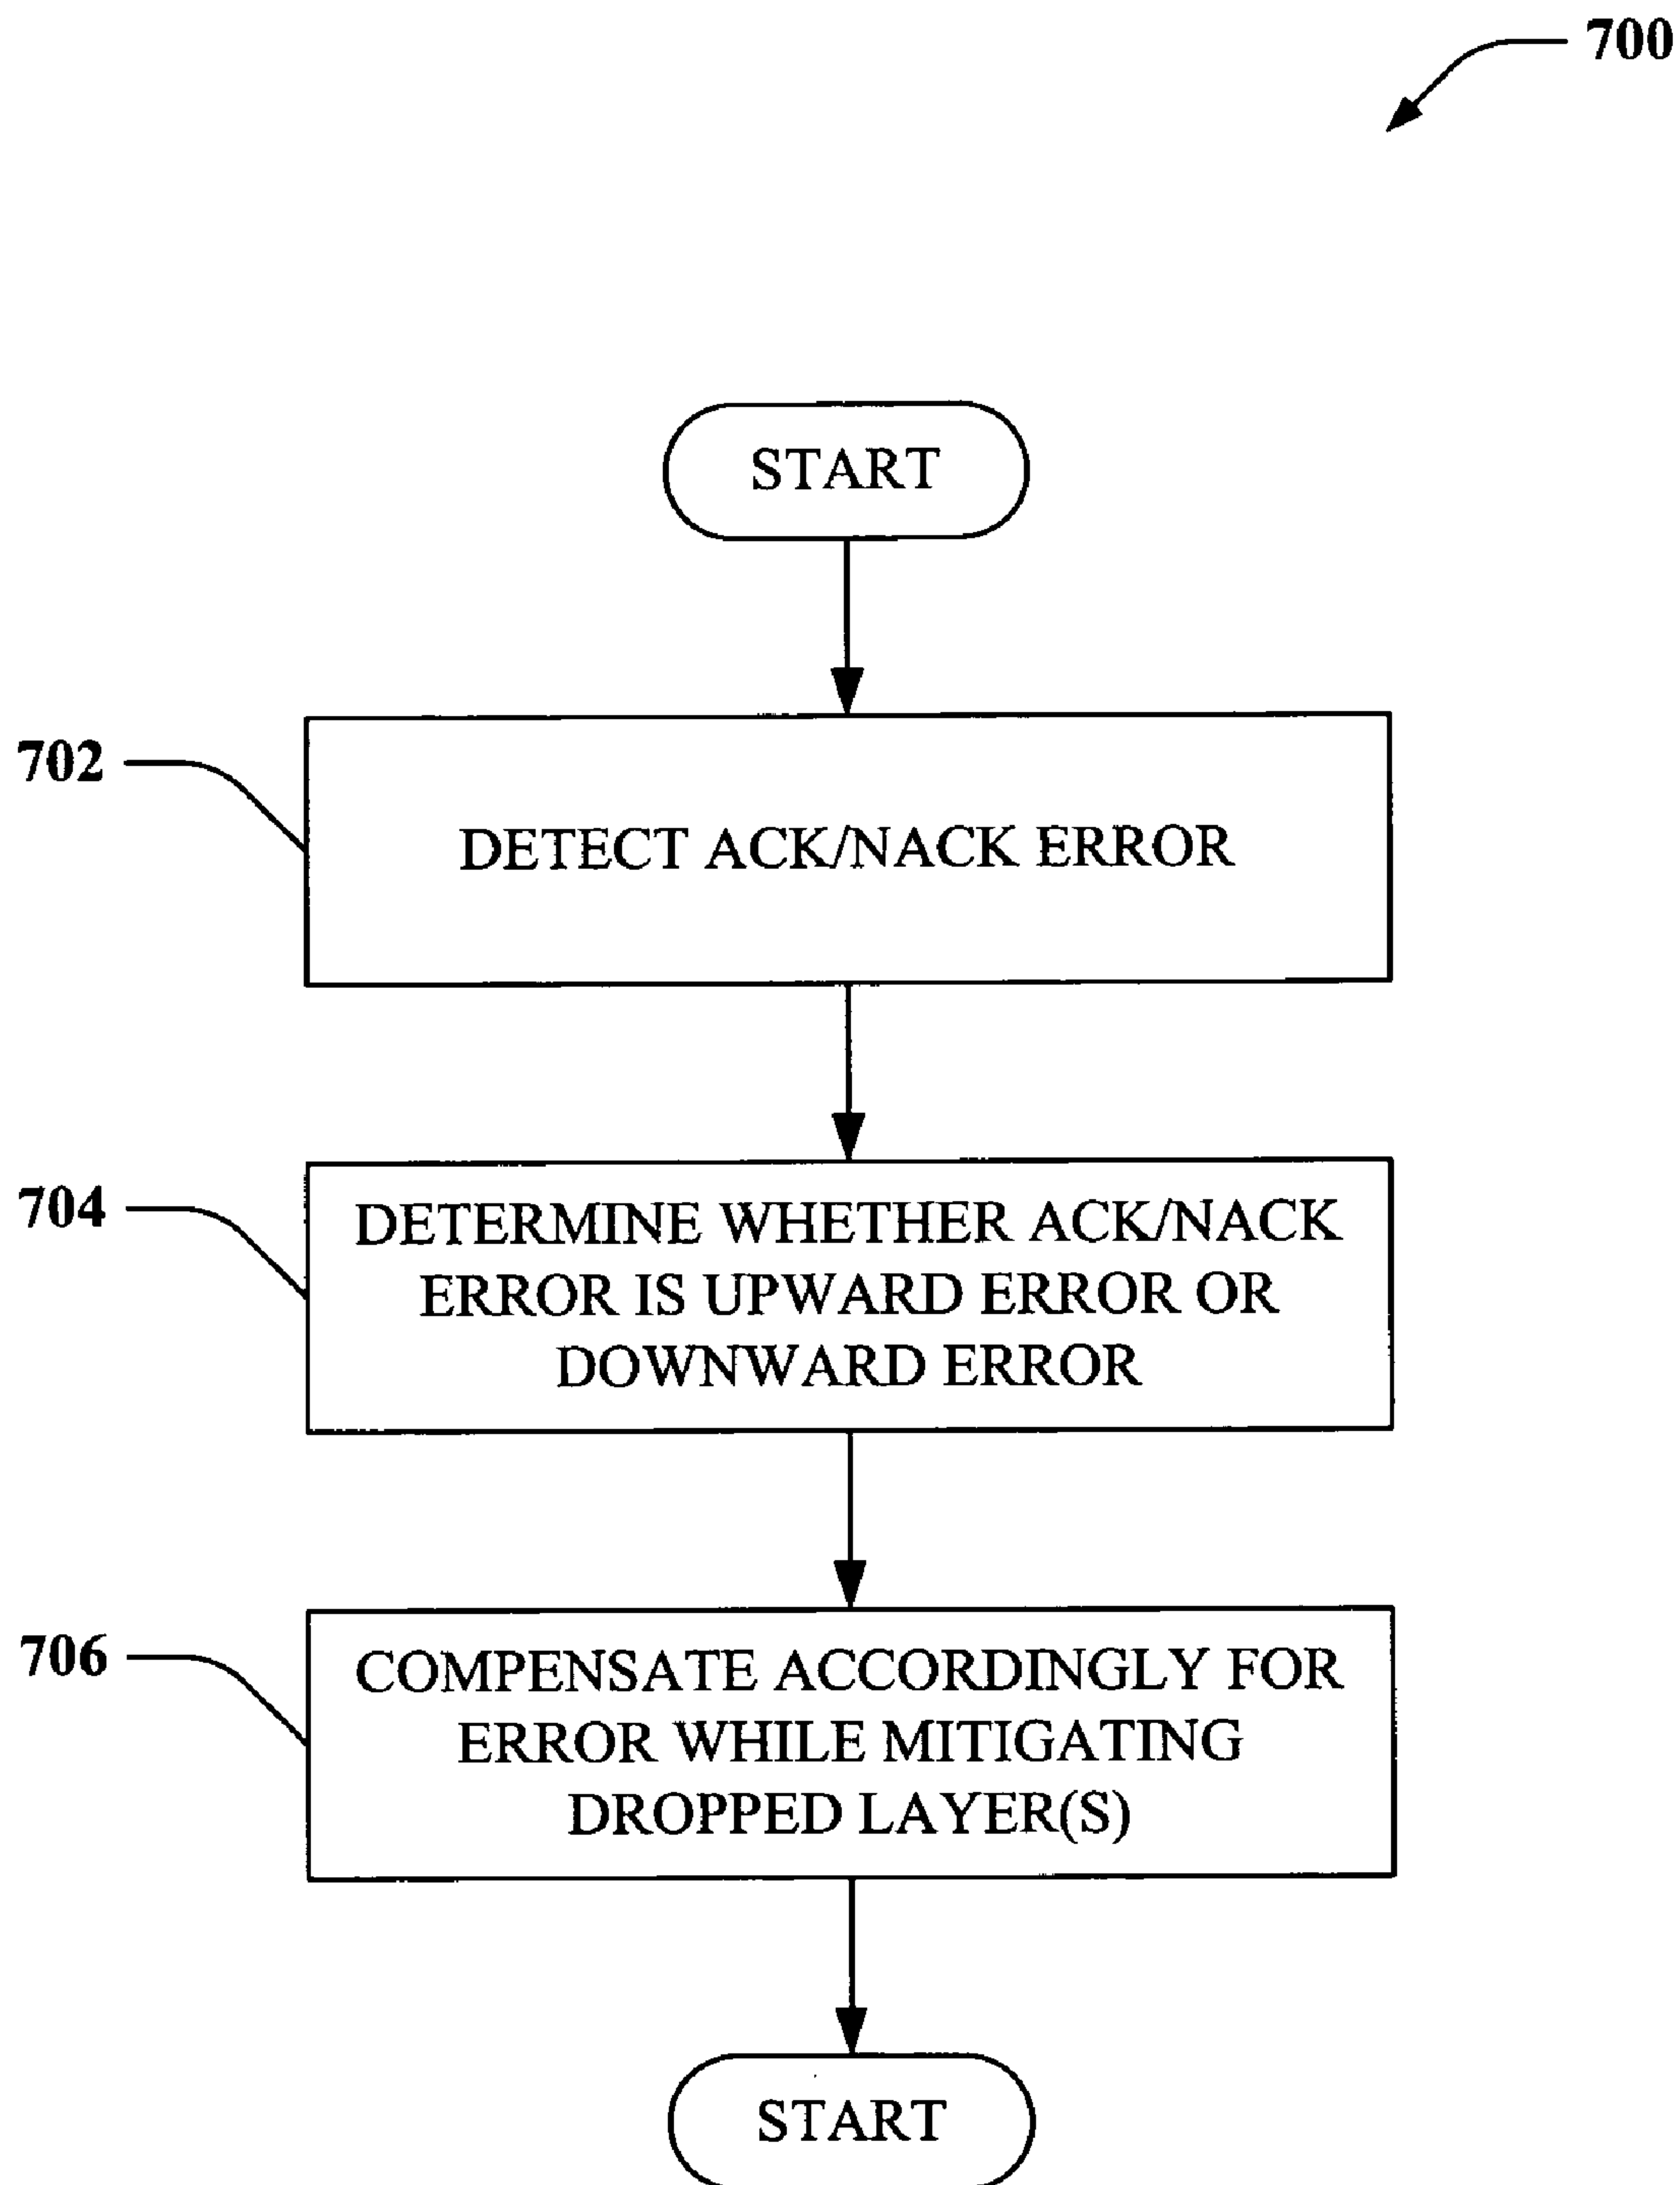 700
START
702
DETECT ACK/NACK ERROR
704
DETERMINE WHETHER ACK/NACK
ERROR IS UPWARD ERROR OR
DOWNWARD ERROR
706
COMPENSATE ACCORDINGLY FOR
ERROR WHILE MITIGATING
DROPPED LAYER(S)
START